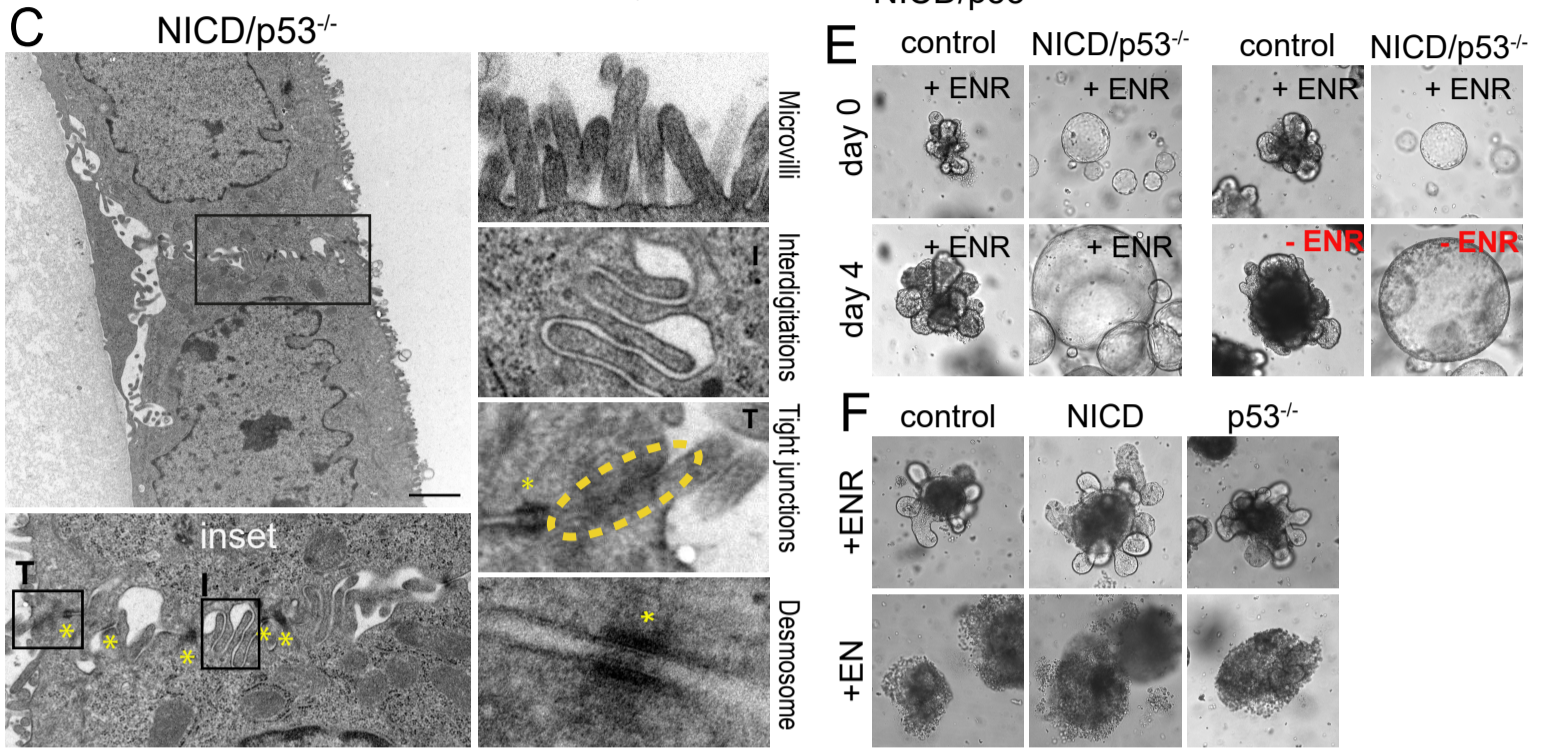 C
NICD/p53-/-
Microvilli
I
Interdigitations
T
Tight junctions
*
inset
T
I
* * * * *
*
Desmosome
E
control NICD/p53-/- control NICD/p53-/-
day 0
+ ENR + ENR + ENR + ENR
day 4
+ ENR + ENR - ENR - ENR
F
control NICD p53-/-
+ENR
+EN